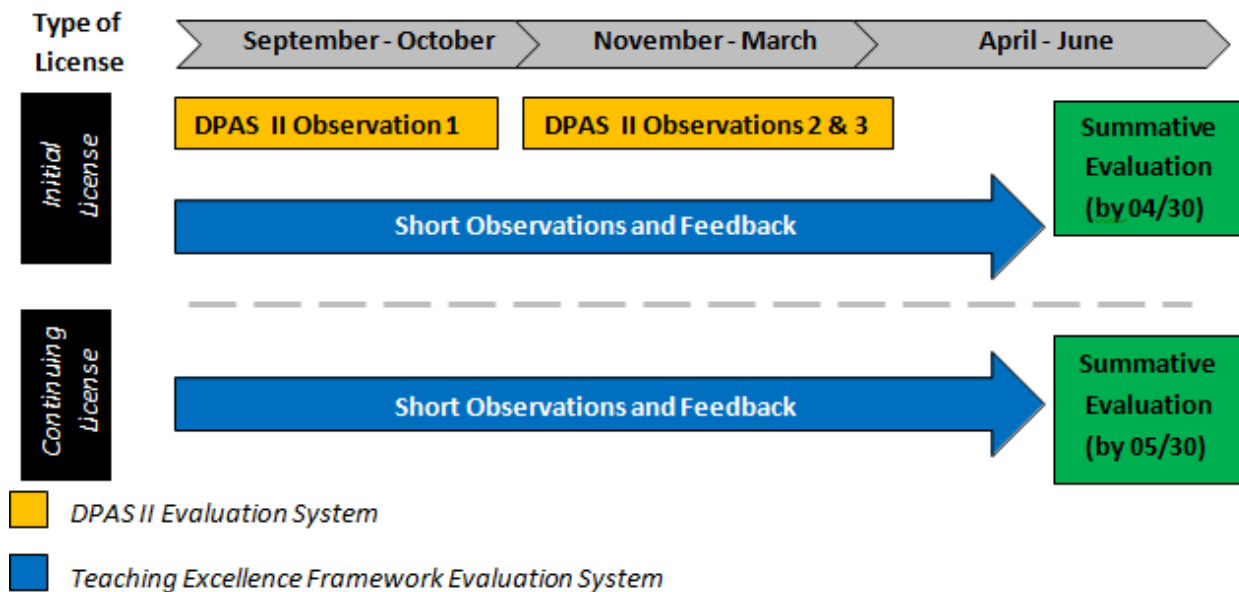 Type of
License
September - October
November - March
April - June
Initial
License
DPAS II Observation 1
DPAS II Observations 2 & 3
Summative
Evaluation
(by 04/30)
Short Observations and Feedback
Continuing
License
Short Observations and Feedback
Summative
Evaluation
(by 05/30)
DPAS II Evaluation System
Teaching Excellence Framework Evaluation System